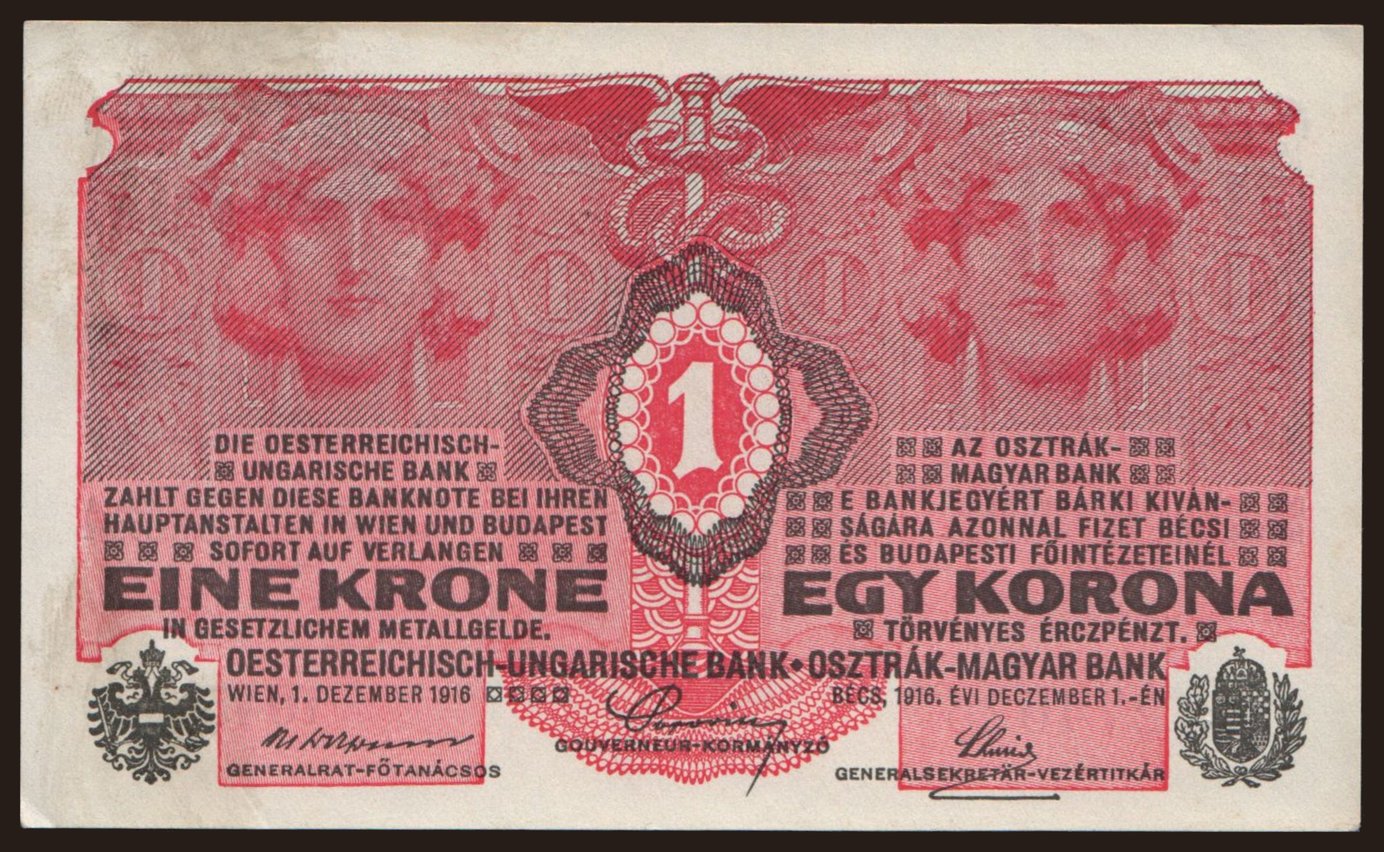 DIE OESTERREICHISCH-
UNGARISCHE BANK
ZAHLT GEGEN DIESE BANKNOTE BEI IHREN
HAUPTANSTALTEN IN WIEN UND BUDAPEST
SOFORT AUF VERLANGEN
EINE KRONE
IN GESETZLICHEM METALLGELDE.
1
AZ OSZTRÁK-
MAGYAR BANK
E BANKJEGYÉRT BÁRKI KIVÁN-
SÁGÁRA AZONNAL FIZET BÉCSI
ÉS BUDAPESTI FŐINTÉZETEINÉL
EGY KORONA
TÖRVÉNYES ÉRCZPÉNZT.
OESTERREICHISCH-UNGARISCHE BANK • OSZTRÁK-MAGYAR BANK
WIEN, 1. DEZEMBER 1916
BÉCS, 1916. ÉVI DECZEMBER 1.-ÉN
GENERALRAT-FŐTANÁCSOS
GOUVERNEUR-KORMÁNYZÓ
GENERALSEKRETÄR-VEZÉRTITKÁR